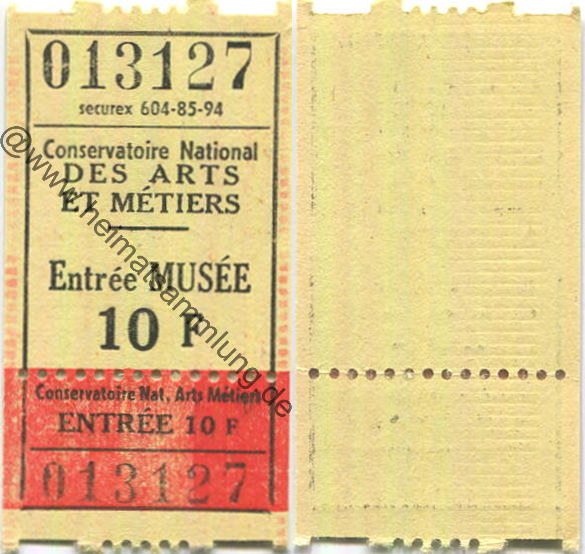 013127
securex 604-85-94
Conservatoire National
DES ARTS
ET MÉTIERS
Entrée MUSÉE
10 F
Conservatoire Nat. Arts Métiers
ENTRÉE 10 F
013127
@www.heimatsammlung.de